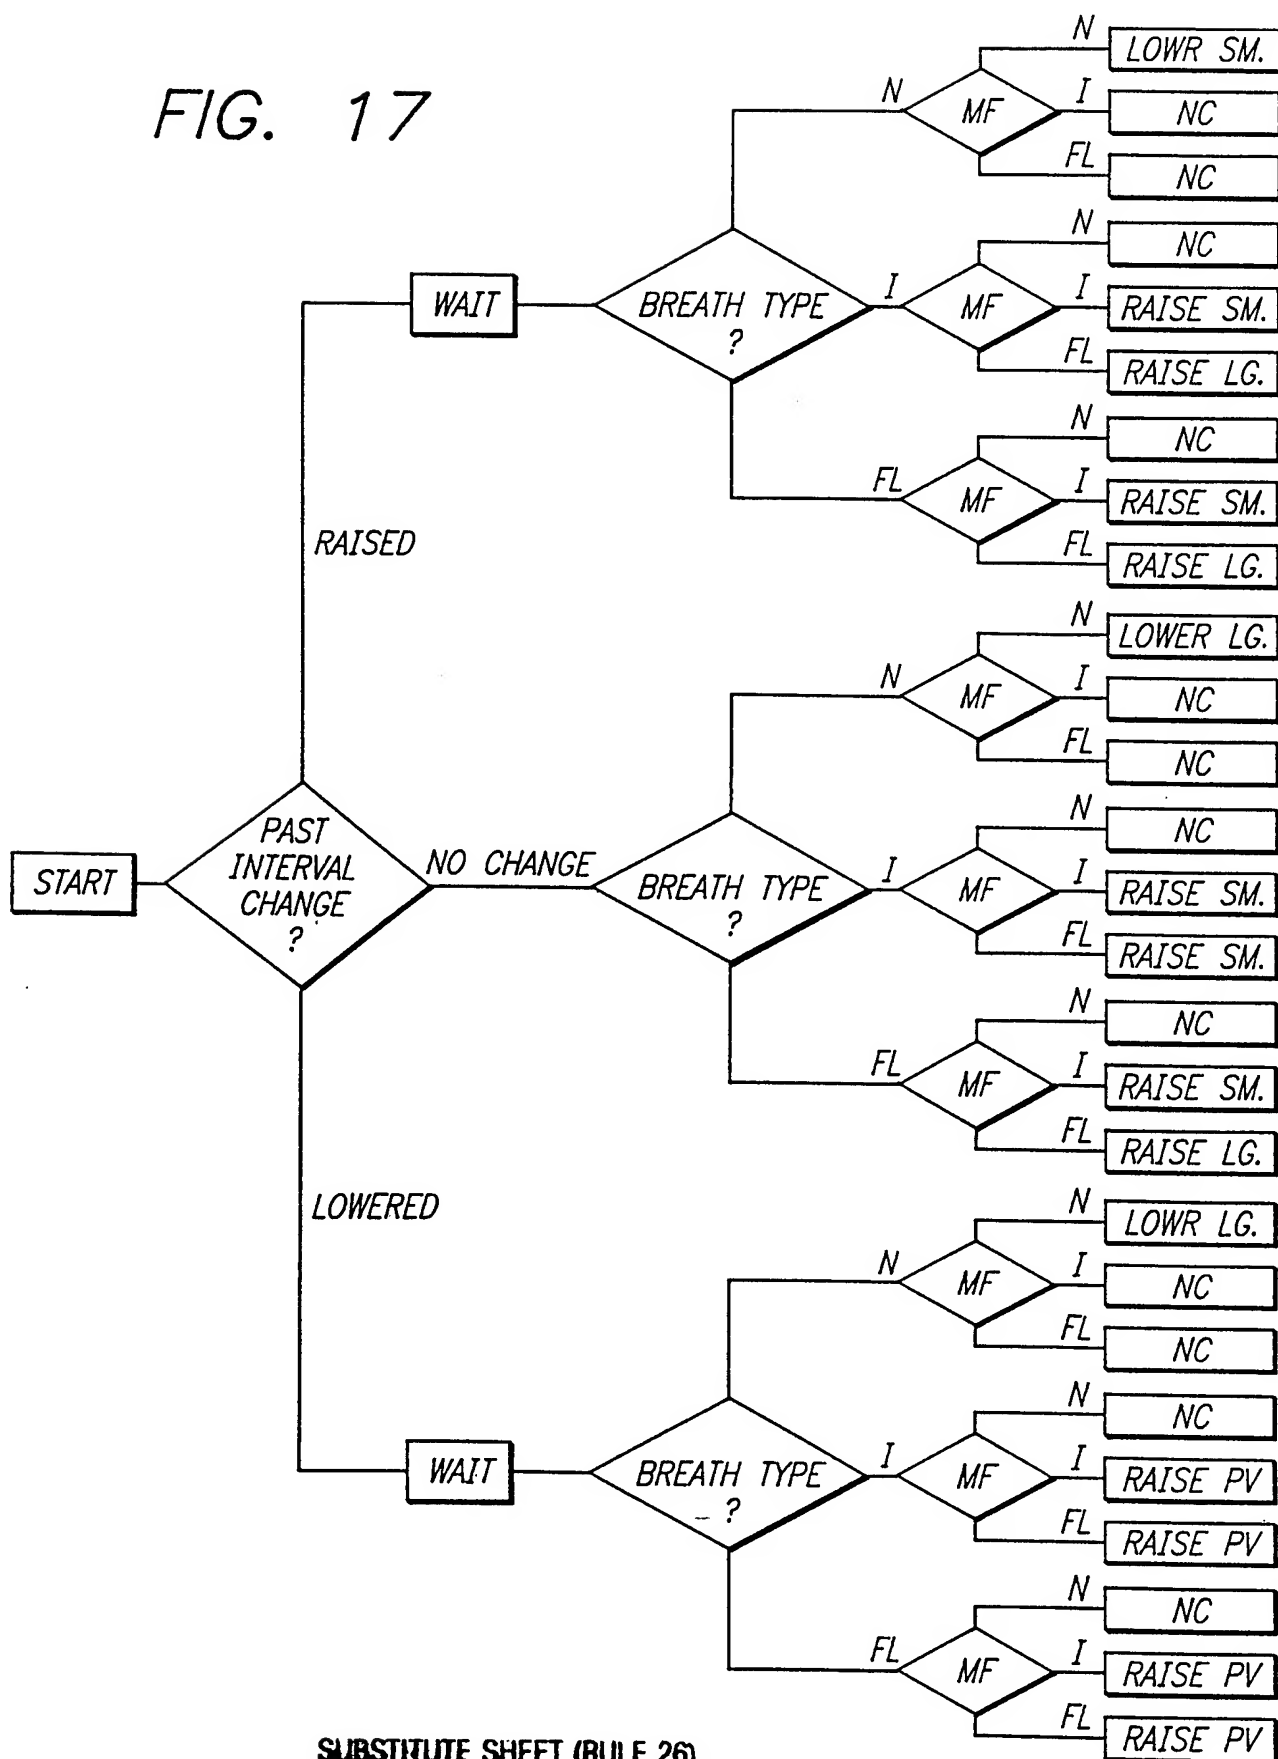 FIG. 17
N
LOWR SM.
N
MF
I
NC
FL
NC
N
NC
WAIT
BREATH TYPE
?
I
MF
I
RAISE SM.
FL
RAISE LG.
N
NC
FL
MF
I
RAISE SM.
FL
RAISE LG.
RAISED
N
LOWER LG.
N
MF
I
NC
FL
NC
START
PAST
INTERVAL
CHANGE
?
NO CHANGE
BREATH TYPE
?
N
NC
I
MF
I
RAISE SM.
FL
RAISE SM.
N
NC
FL
MF
I
RAISE SM.
FL
RAISE LG.
LOWERED
N
LOWR LG.
N
MF
I
NC
FL
NC
N
NC
WAIT
BREATH TYPE
?
I
MF
I
RAISE PV
FL
RAISE PV
N
NC
FL
MF
I
RAISE PV
FL
RAISE PV
SUBSTITUTE SHEET (RULE 26)